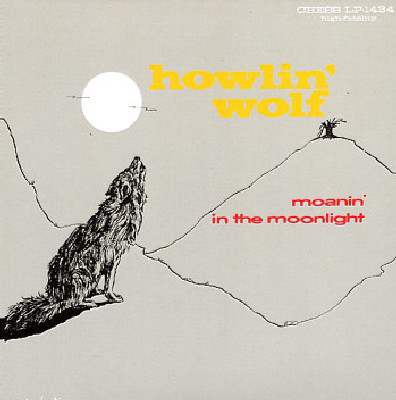 CHESS LP-1434
high-fidelity
howlin'
wolf
moanin'
in the moonlight